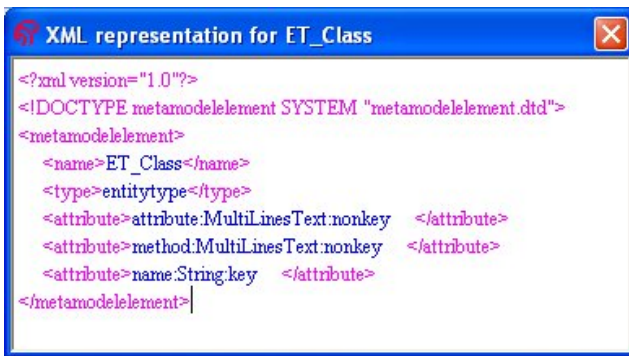 XML representation for ET_Class
<?xml version="1.0"?>
<!DOCTYPE metamodelelement SYSTEM "metamodelelement.dtd">
<metamodelelement>
<name>ET_Class</name>
<type>entitytype</type>
<attribute>attribute:MultiLinesText:nonkey </attribute>
<attribute>method:MultiLinesText:nonkey </attribute>
<attribute>name:String:key </attribute>
</metamodelelement>